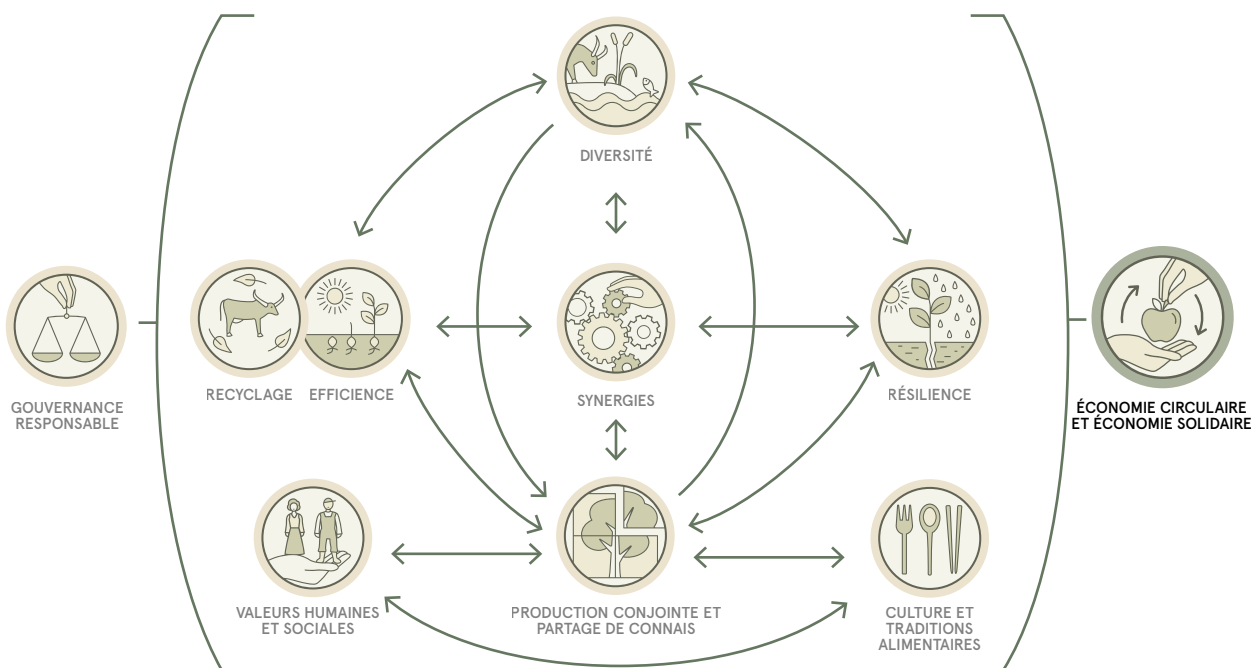 DIVERSITÉ
RECYCLAGE
EFFICIENCE
SYNERGIES
RÉSILIENCE
GOUVERNANCE
RESPONSABLE
ÉCONOMIE CIRCULAIRE
ET ÉCONOMIE SOLIDAIRE
VALEURS HUMAINES
ET SOCIALES
PRODUCTION CONJOINTE ET
PARTAGE DE CONNAIS
CULTURE ET
TRADITIONS
ALIMENTAIRES